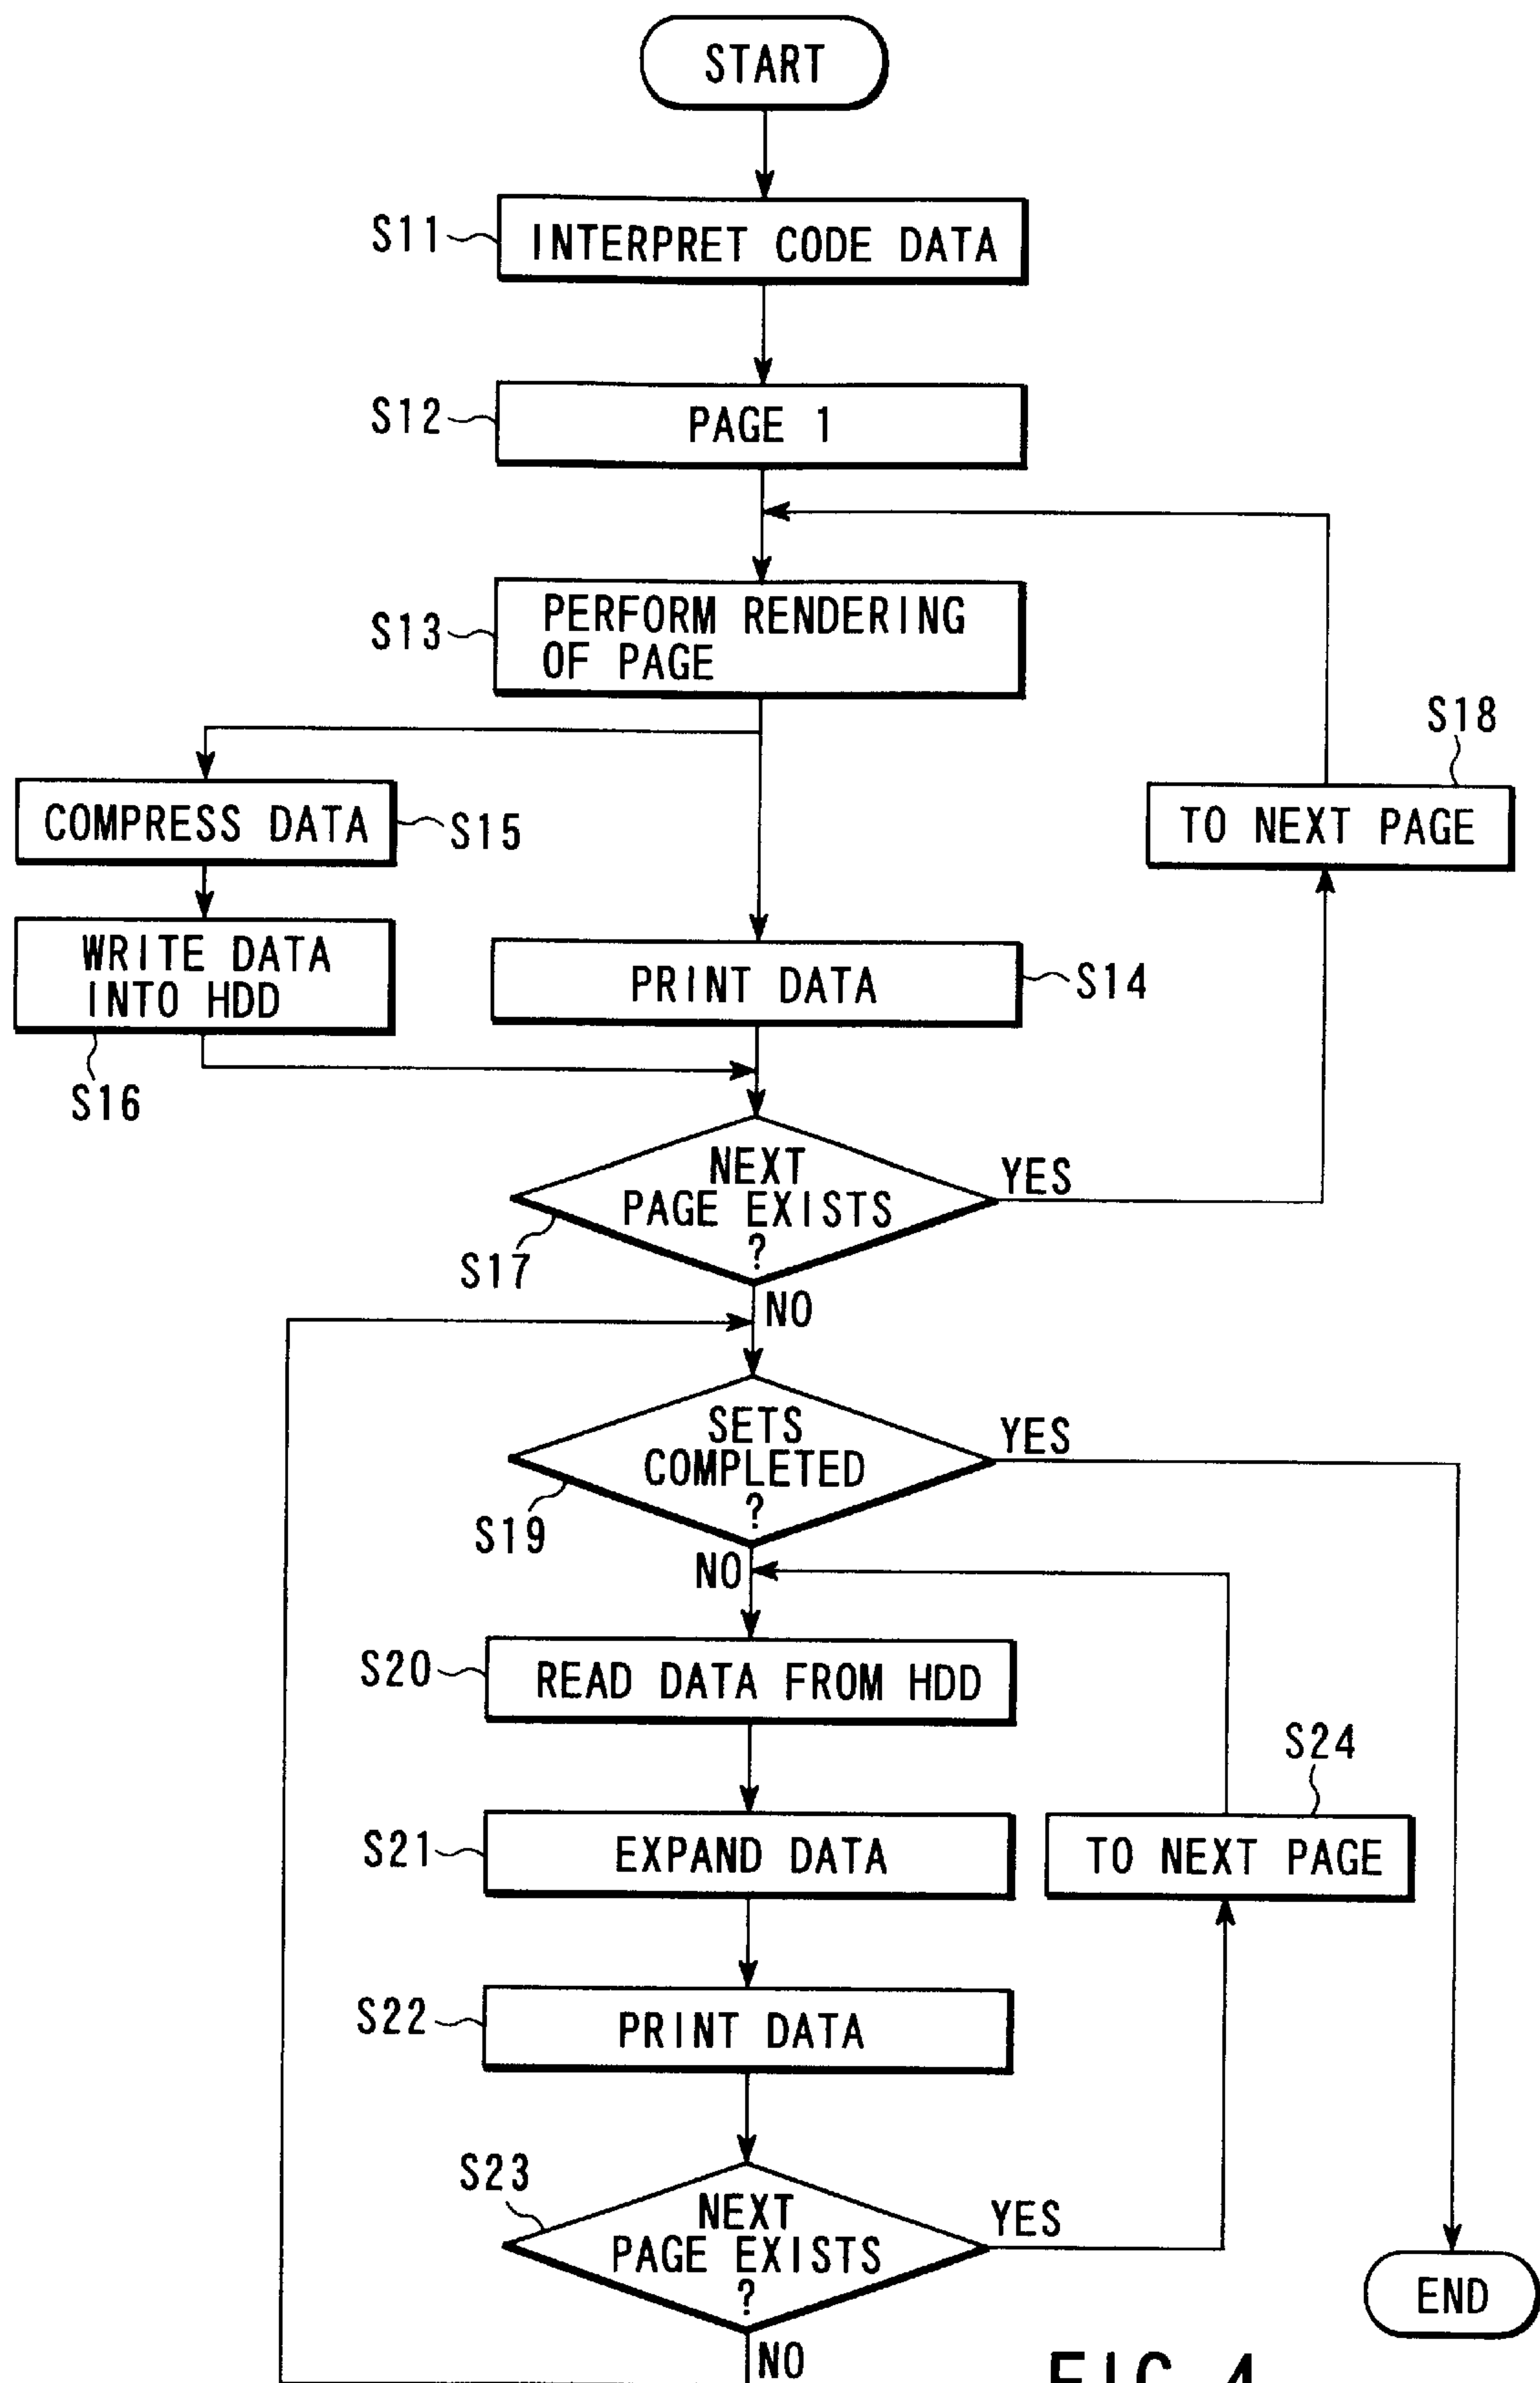 START
S11
INTERPRET CODE DATA
S12
PAGE 1
S13
PERFORM RENDERING
OF PAGE
S18
TO NEXT PAGE
COMPRESS DATA
S15
WRITE DATA
INTO HDD
S16
PRINT DATA
S14
NEXT
PAGE EXISTS
?
YES
S17
NO
SETS
COMPLETED
?
YES
S19
NO
S20
READ DATA FROM HDD
S24
S21
EXPAND DATA
TO NEXT PAGE
S22
PRINT DATA
S23
NEXT
PAGE EXISTS
?
YES
END
NO
FIG. 4